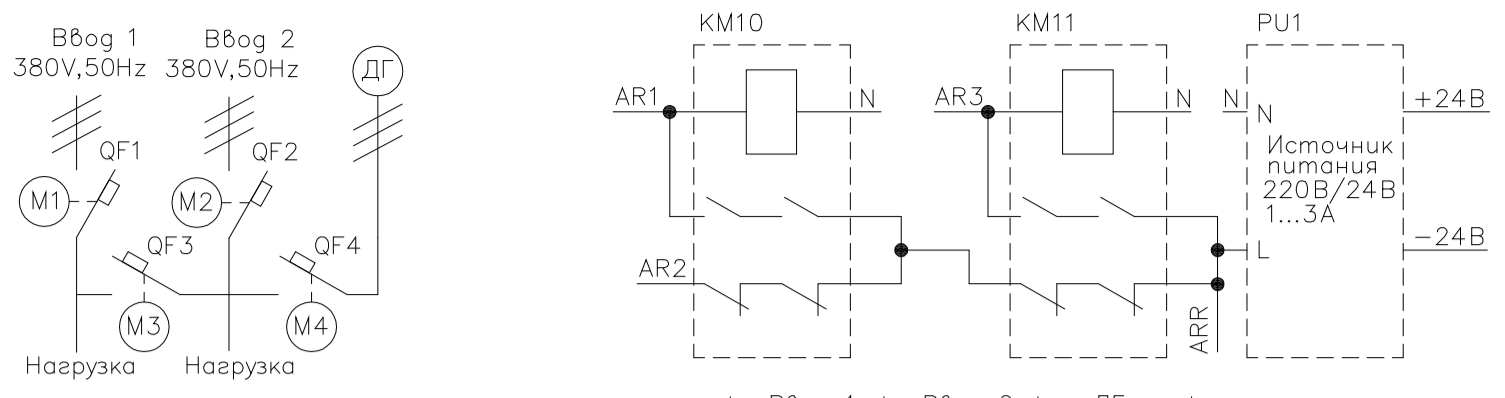 Ввод 1
380V,50Hz
Ввод 2
380V,50Hz
ДГ
QF1
QF2
M1
M2
QF3
QF4
M3
M4
Нагрузка
Нагрузка
KM10
AR1
N
AR2
KM11
AR3
N
ARR
PU1
N
N
Источник
питания
220В/24В
1...3А
L
+24В
−24В